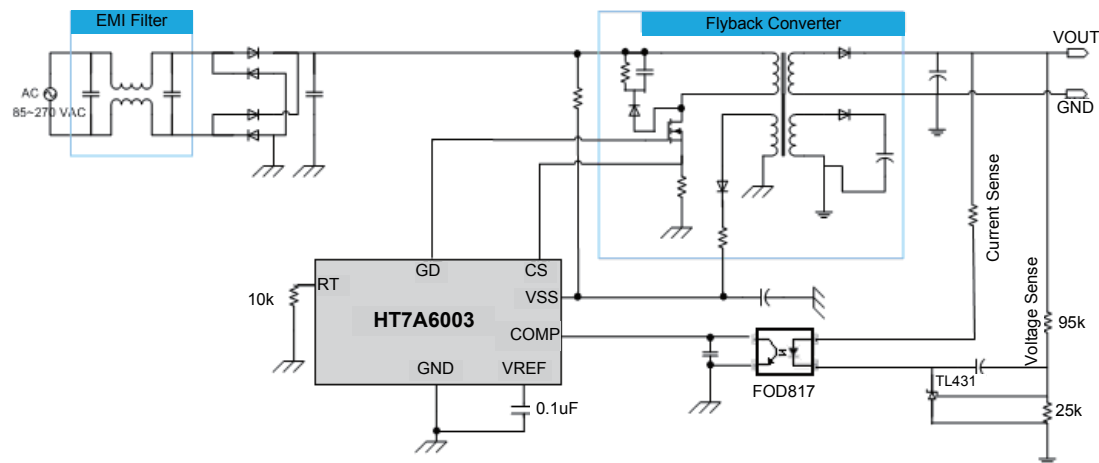 EMI Filter
Flyback Converter
VOUT
GND
AC
85~270 VAC
Current Sense
Voltage Sense
GD
CS
RT
10k
VSS
HT7A6003
COMP
95k
GND
VREF
0.1uF
FOD817
TL431
25k